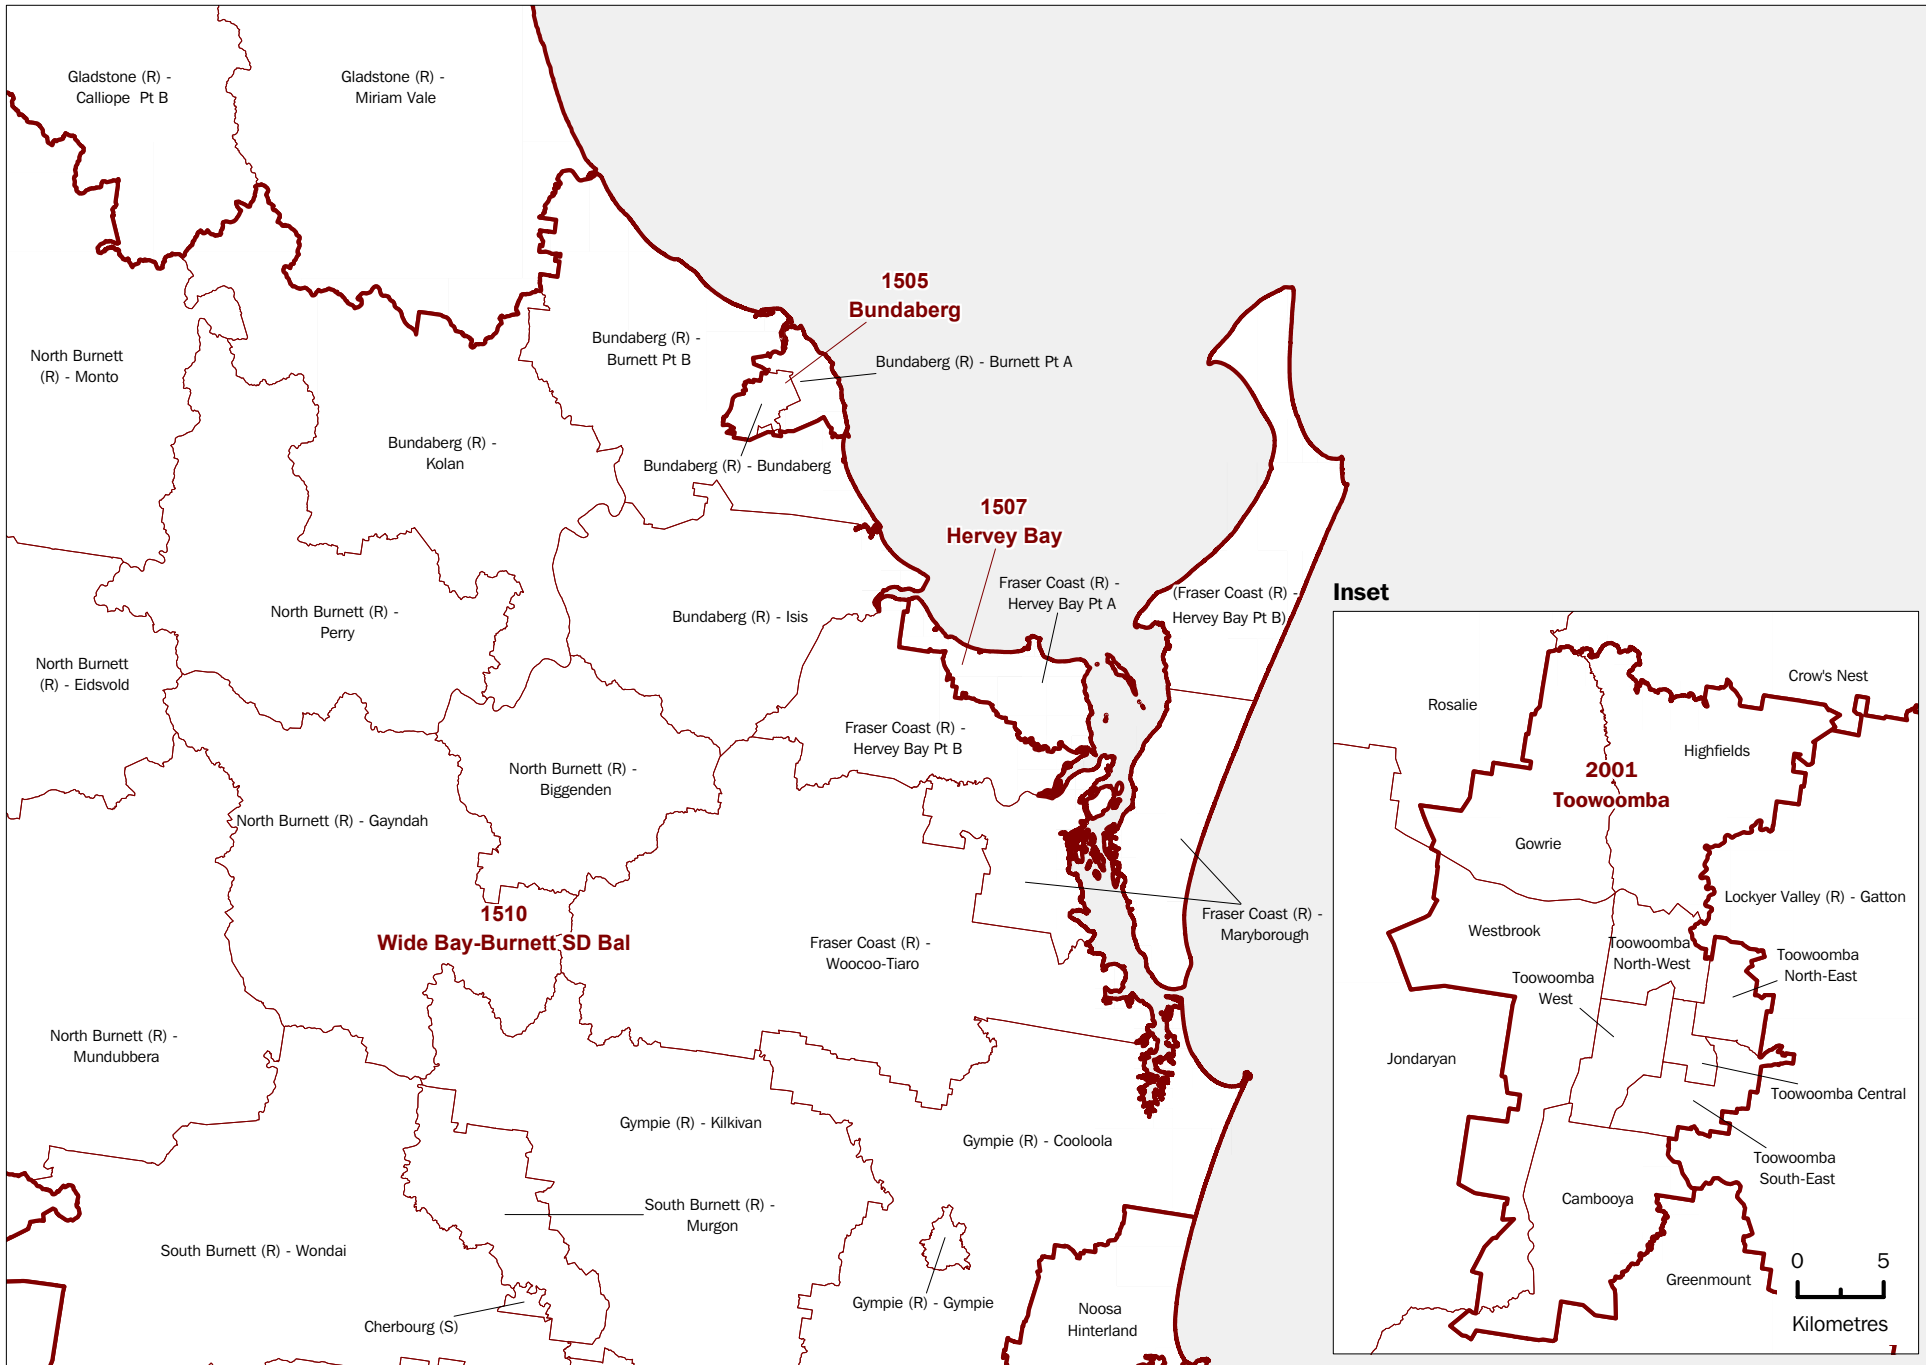 Gladstone (R) -
Calliope  Pt B
Gladstone (R) -
Miriam Vale
1505
Bundaberg
Bundaberg (R) -
Burnett Pt B
Bundaberg (R) - Burnett Pt A
North Burnett
(R) - Monto
Bundaberg (R) -
Kolan
Bundaberg (R) - Bundaberg
1507
Hervey Bay
Fraser Coast (R) -
Hervey Bay Pt A
(Fraser Coast (R) -
Hervey Bay Pt B)
North Burnett (R) -
Perry
Bundaberg (R) - Isis
North Burnett
(R) - Eidsvold
Fraser Coast (R) -
Hervey Bay Pt B
North Burnett (R) -
Biggenden
North Burnett (R) - Gayndah
1510
Wide Bay-Burnett SD Bal
Fraser Coast (R) -
Woocoo-Tiaro
Fraser Coast (R) -
Maryborough
North Burnett (R) -
Mundubbera
Gympie (R) - Kilkivan
Gympie (R) - Cooloola
South Burnett (R) -
Murgon
South Burnett (R) - Wondai
Gympie (R) - Gympie
Cherbourg (S)
Noosa
Hinterland
Inset
Crow's Nest
Rosalie
Highfields
2001
Toowoomba
Gowrie
Lockyer Valley (R) - Gatton
Westbrook
Toowoomba
North-West
Toowoomba
North-East
Toowoomba
West
Jondaryan
Toowoomba Central
Toowoomba
South-East
Cambooya
Greenmount
0 5
Kilometres